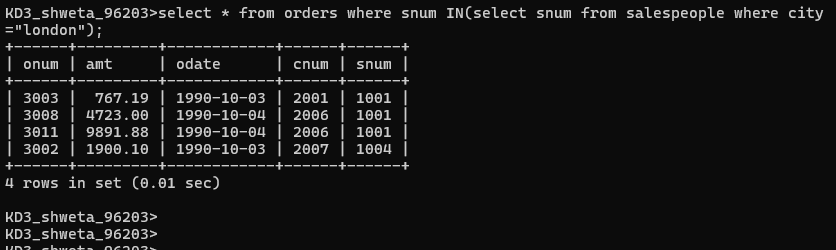 KD3_shweta_96203>select * from orders where snum IN(select snum from salespeople where city
="london");
+------+---------+------------+------+------+
| onum | amt     | odate      | cnum | snum |
+------+---------+------------+------+------+
| 3003 |  767.19 | 1990-10-03 | 2001 | 1001 |
| 3008 | 4723.00 | 1990-10-04 | 2006 | 1001 |
| 3011 | 9891.88 | 1990-10-04 | 2006 | 1001 |
| 3002 | 1900.10 | 1990-10-03 | 2007 | 1004 |
+------+---------+------------+------+------+
4 rows in set (0.01 sec)
KD3_shweta_96203>
KD3_shweta_96203>
KD3_shweta_96203>